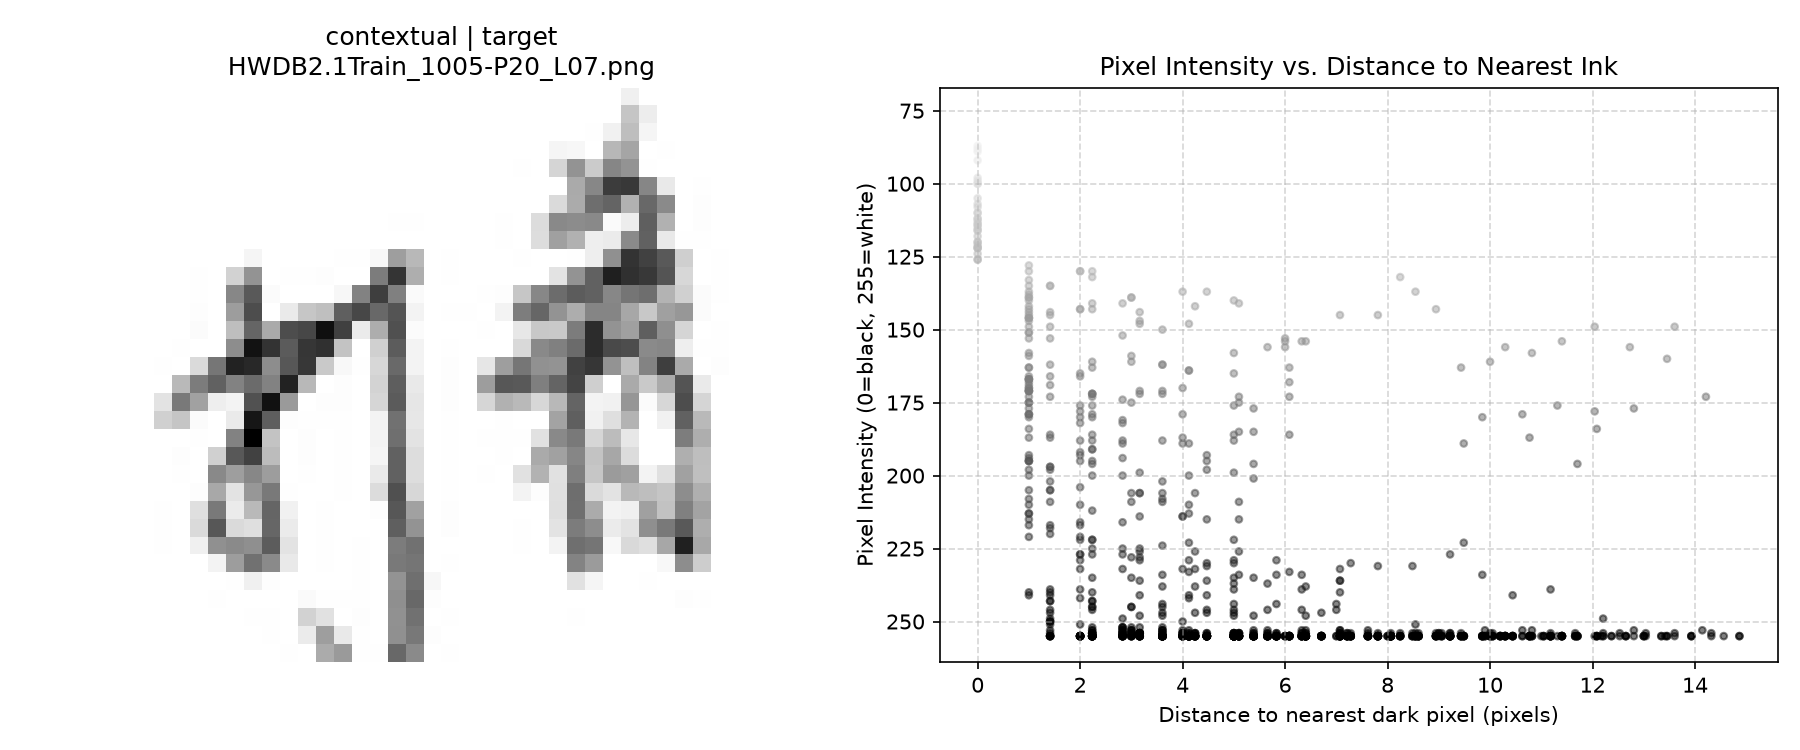 contextual | target
HWDB2.1Train_1005-P20_L07.png
Pixel Intensity vs. Distance to Nearest Ink
Pixel Intensity (0=black, 255=white)
75
100
125
150
175
200
225
250
0 2 4 6 8 10 12 14
Distance to nearest dark pixel (pixels)